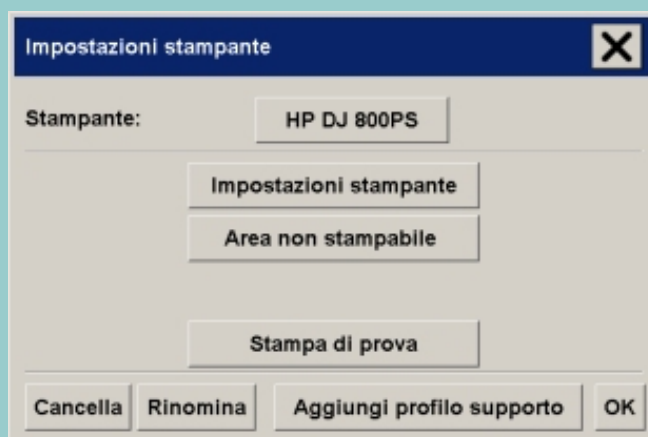 Impostazioni stampante
Stampante: HP DJ 800PS
Impostazioni stampante
Area non stampabile
Stampa di prova
Cancella Rinomina Aggiungi profilo supporto OK